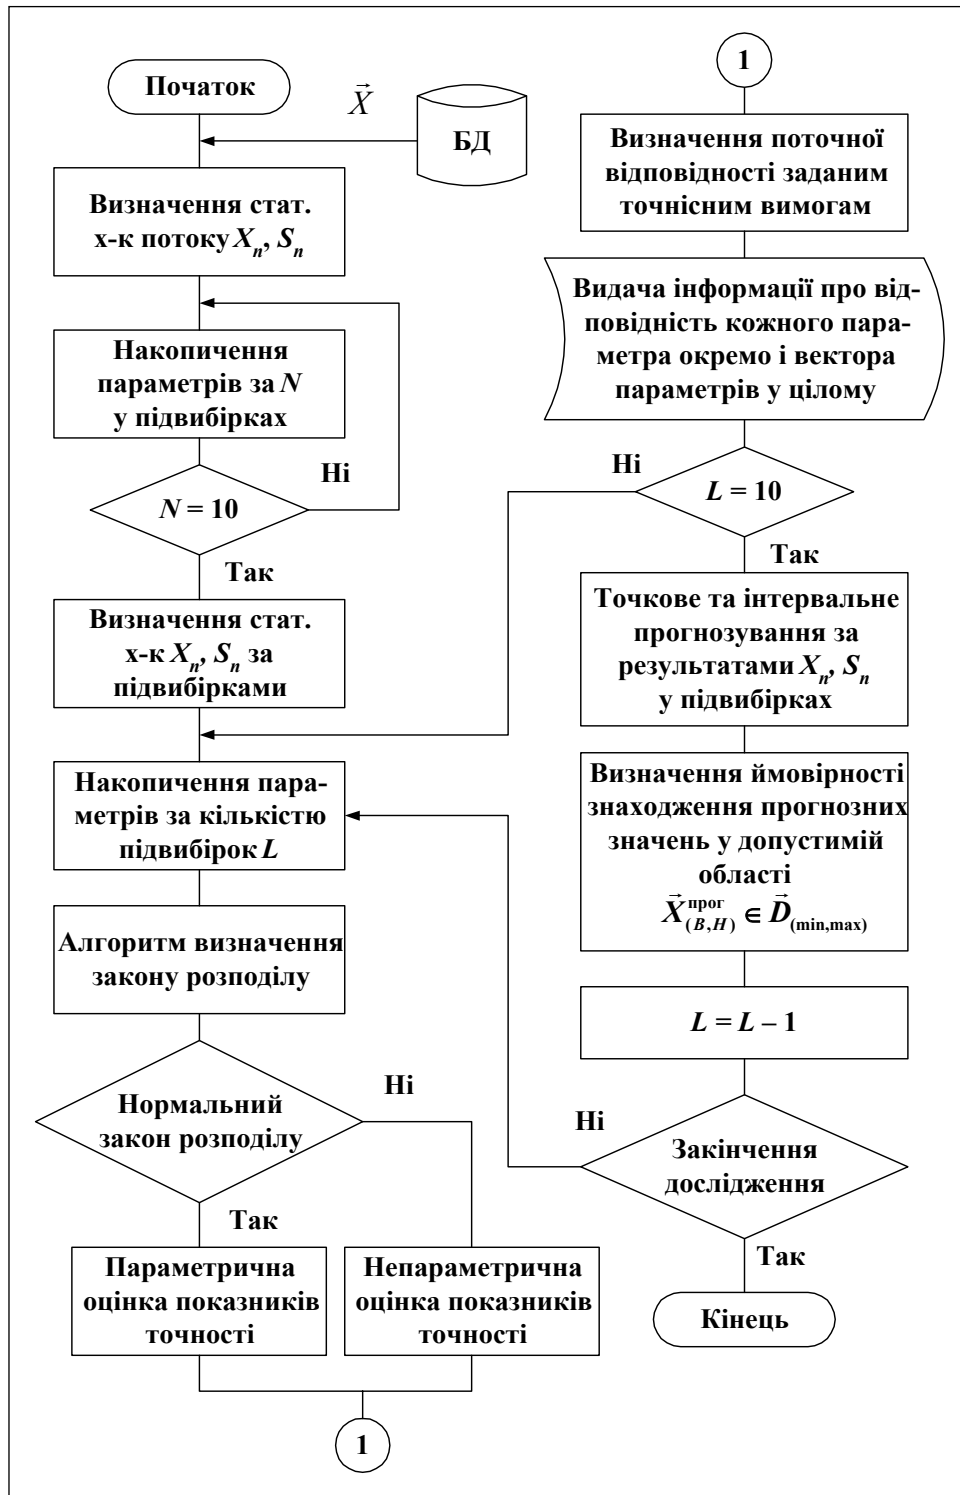 Початок
X⃗
БД
Визначення стат.
х-к потоку Xₙ, Sₙ
Накопичення
параметрів за N
у підвибірках
Ні
N = 10
Так
Визначення стат.
х-к Xₙ, Sₙ за
підвибірками
Накопичення пара-
метрів за кількістю
підвибірок L
Алгоритм визначення
закону розподілу
Ні
Нормальний
закон розподілу
Так
Параметрична
оцінка показників
точності
Непараметрична
оцінка показників
точності
1
1
Визначення поточної
відповідності заданим
точнісним вимогам
Видача інформації про від-
повідність кожного пара-
метра окремо і вектора
параметрів у цілому
Ні
L = 10
Так
Точкове та інтервальне
прогнозування за
результатами Xₙ, Sₙ
у підвибірках
Визначення ймовірності
знаходження прогнозних
значень у допустимій
області
X⃗^прог_(B,H) ∈ D⃗_(min,max)
L = L – 1
Ні
Закінчення
дослідження
Так
Кінець